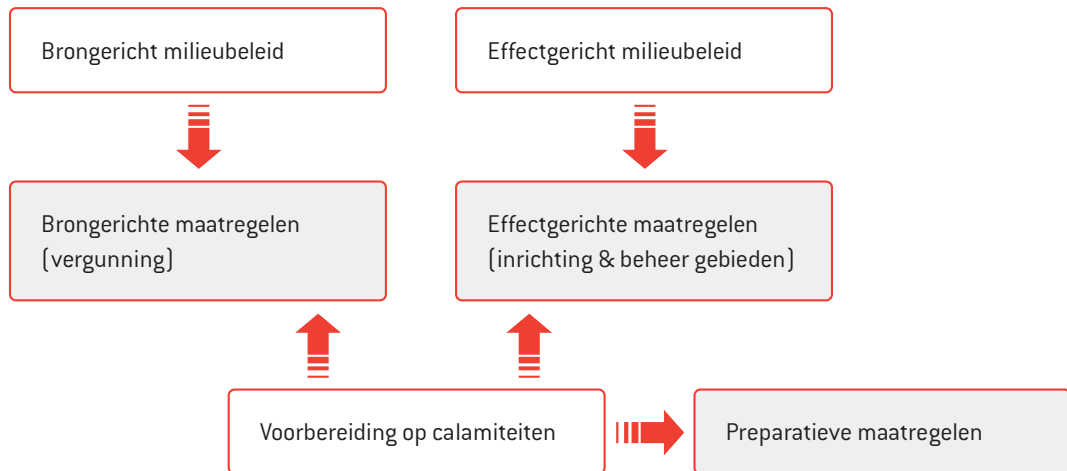 Brongericht milieubeleid
Effectgericht milieubeleid
Brongerichte maatregelen
(vergunning)
Effectgerichte maatregelen
(inrichting & beheer gebieden)
Voorbereiding op calamiteiten
Preparatieve maatregelen